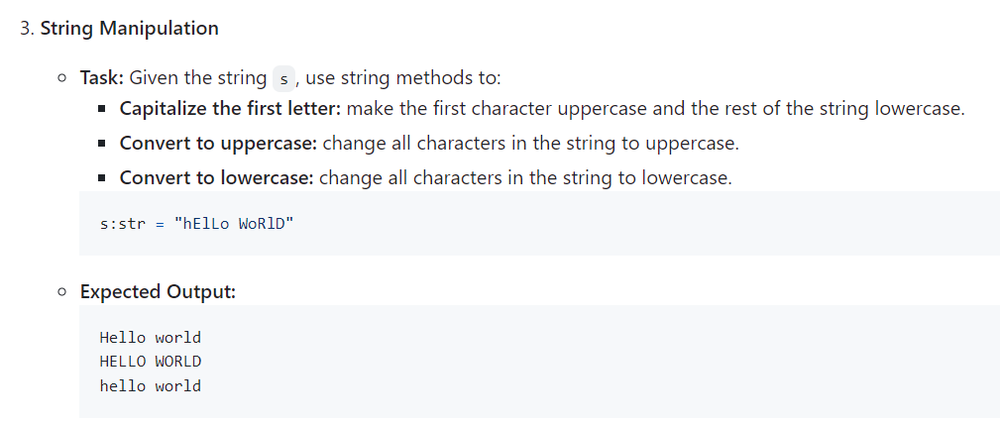 3. String Manipulation
Task: Given the string s, use string methods to:
Capitalize the first letter: make the first character uppercase and the rest of the string lowercase.
Convert to uppercase: change all characters in the string to uppercase.
Convert to lowercase: change all characters in the string to lowercase.
s:str = "hElLo WoRlD"
Expected Output:
Hello world
HELLO WORLD
hello world